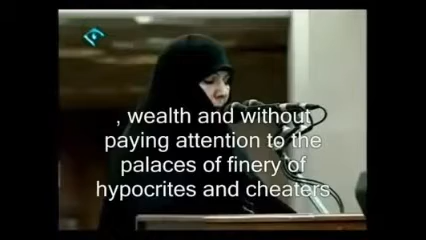 , wealth and without
paying attention to the
palaces of finery of
hypocrites and cheaters